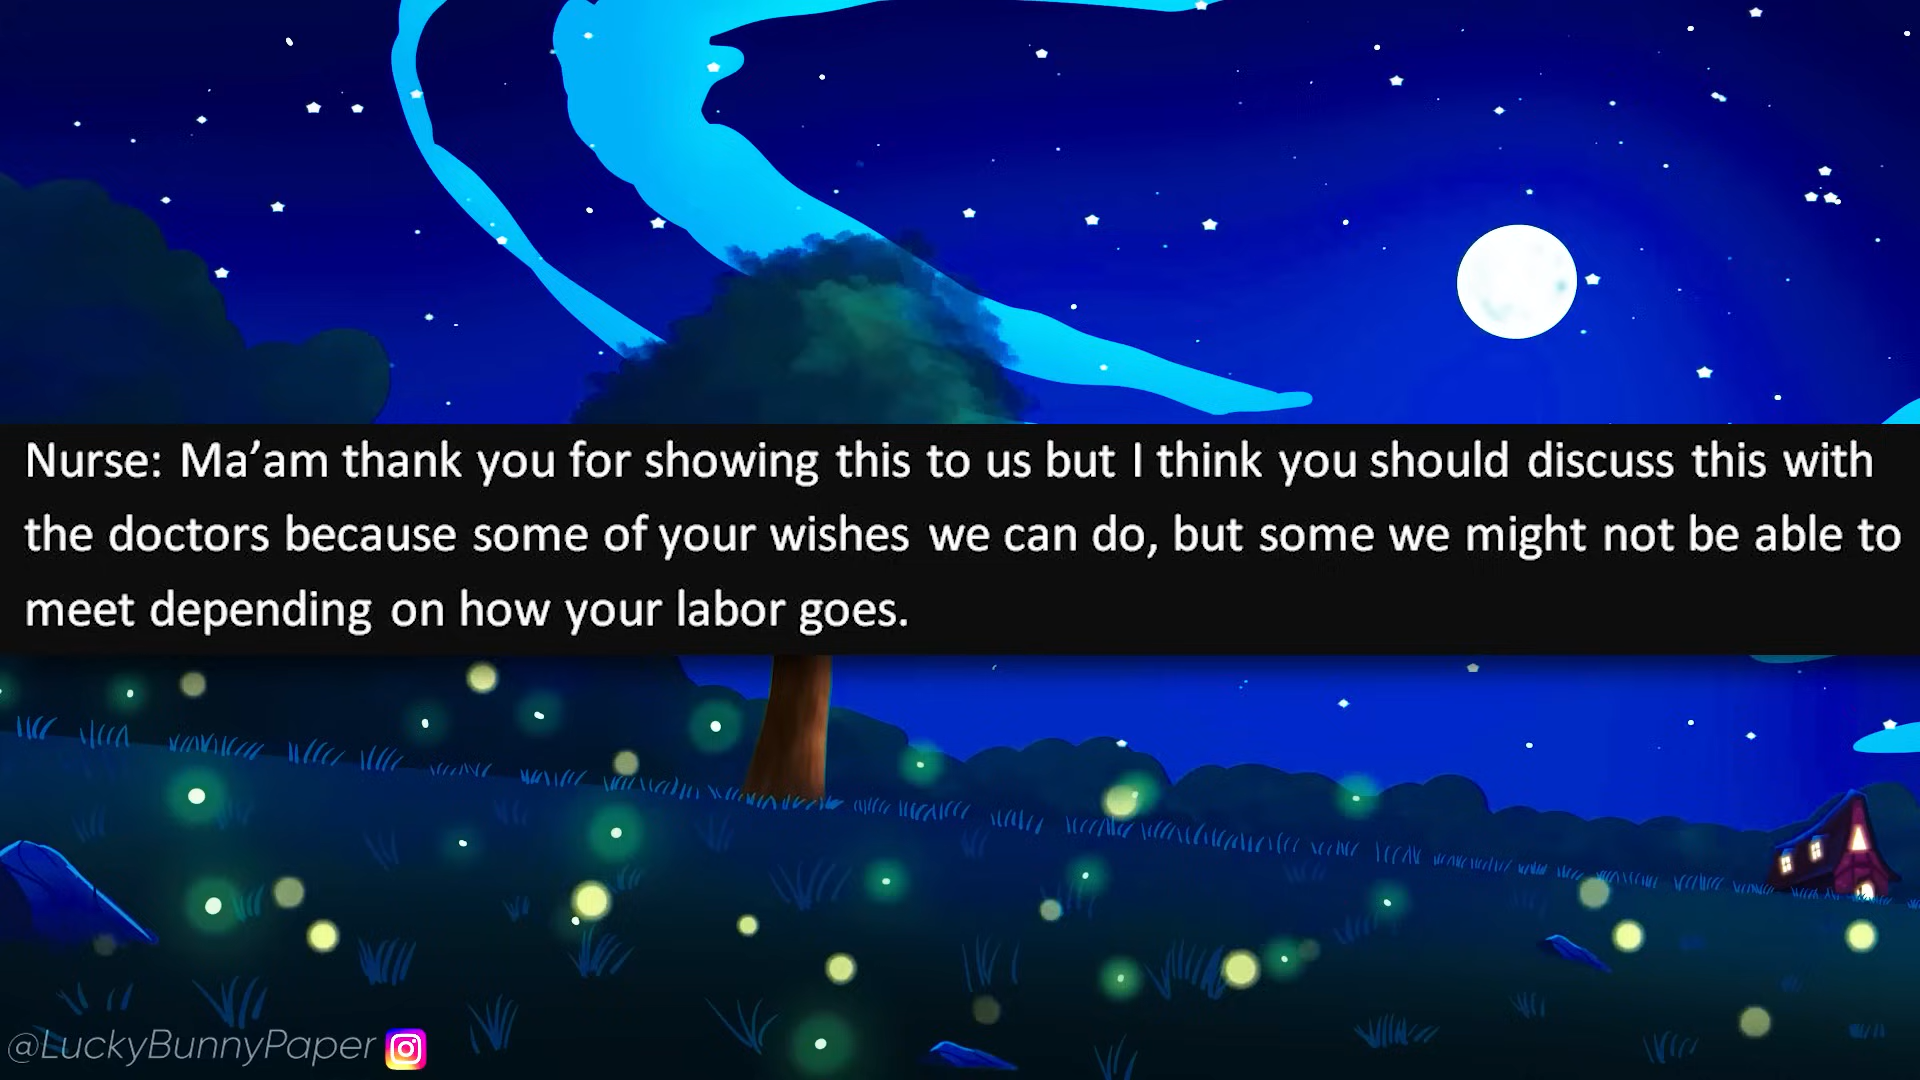 Nurse: Ma’am thank you for showing this to us but I think you should discuss this with
the doctors because some of your wishes we can do, but some we might not be able to
meet depending on how your labor goes.
@LuckyBunnyPaper